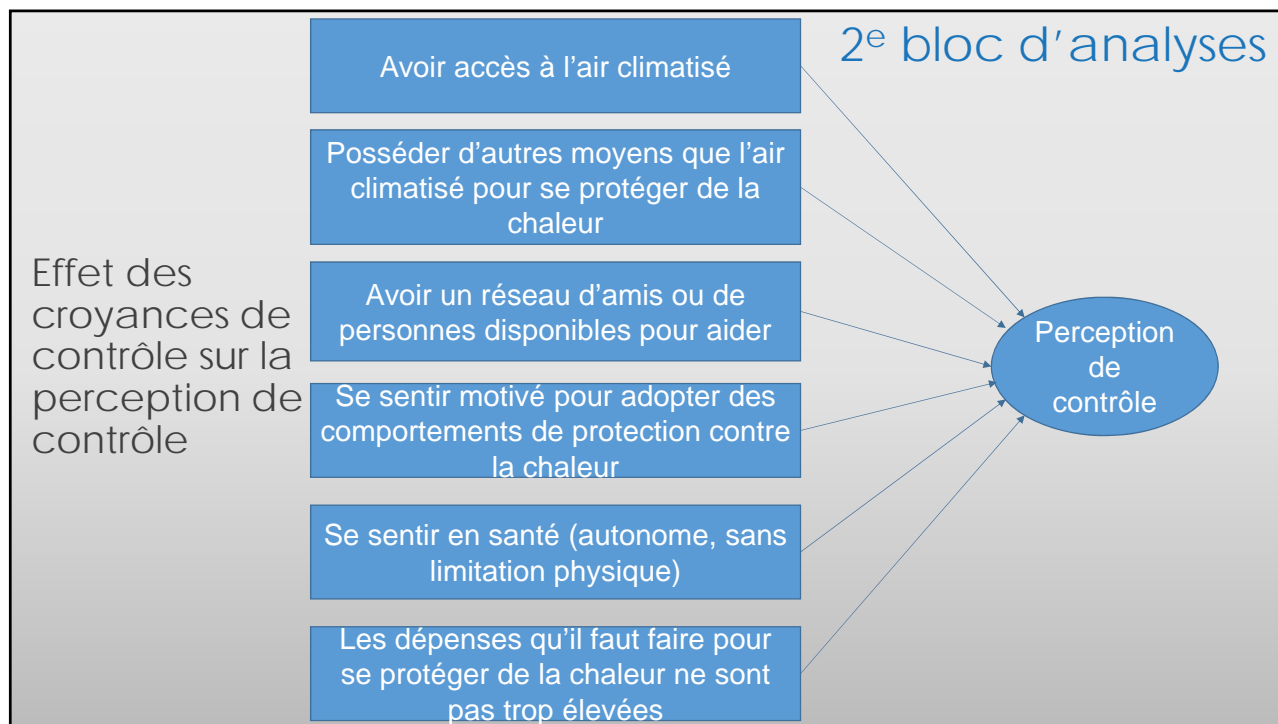 2e bloc d'analyses
Effet des
croyances de
contrôle sur la
perception de
contrôle
Avoir accès à l'air climatisé
Posséder d'autres moyens que l'air
climatisé pour se protéger de la
chaleur
Avoir un réseau d'amis ou de
personnes disponibles pour aider
Se sentir motivé pour adopter des
comportements de protection contre
la chaleur
Se sentir en santé (autonome, sans
limitation physique)
Les dépenses qu'il faut faire pour
se protéger de la chaleur ne sont
pas trop élevées
Perception
de
contrôle